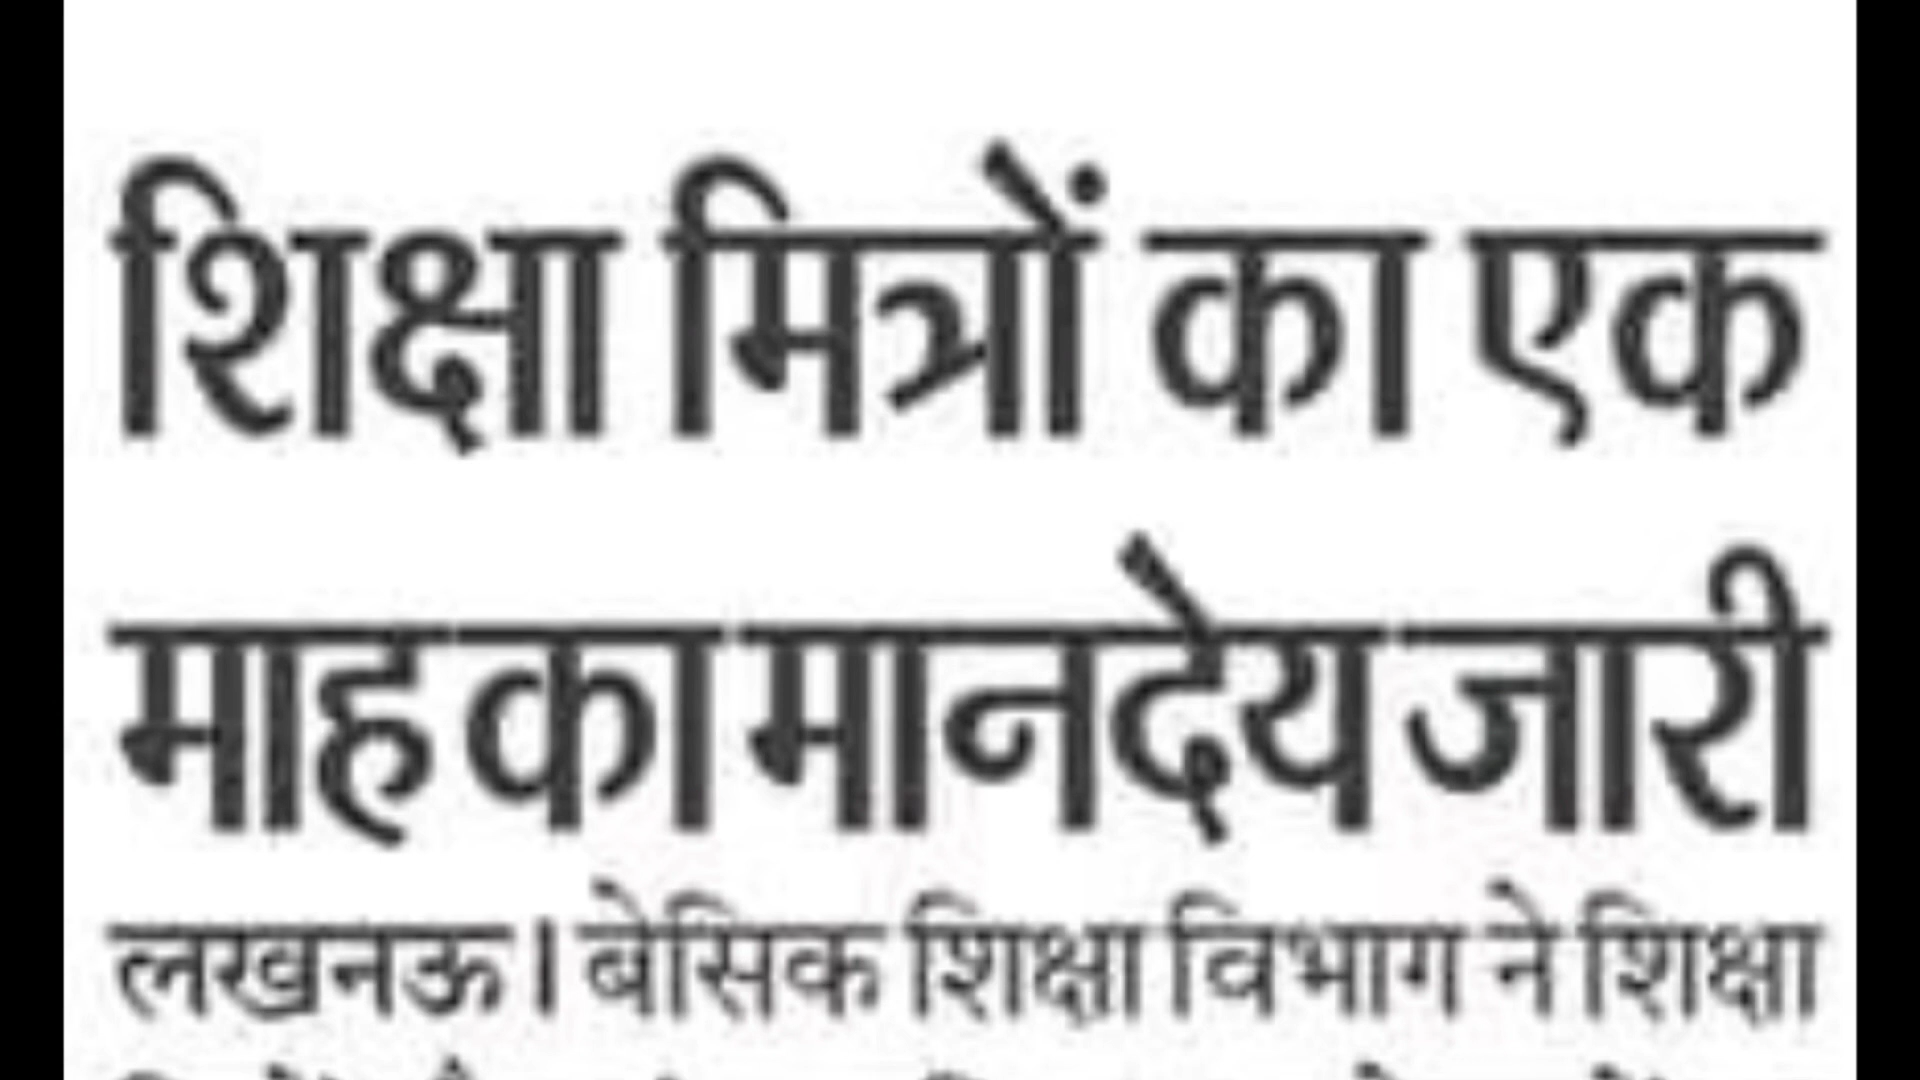 शिक्षा मित्रों का एक
माह का मानदेय जारी
लखनऊ। बेसिक शिक्षा विभाग ने शिक्षा